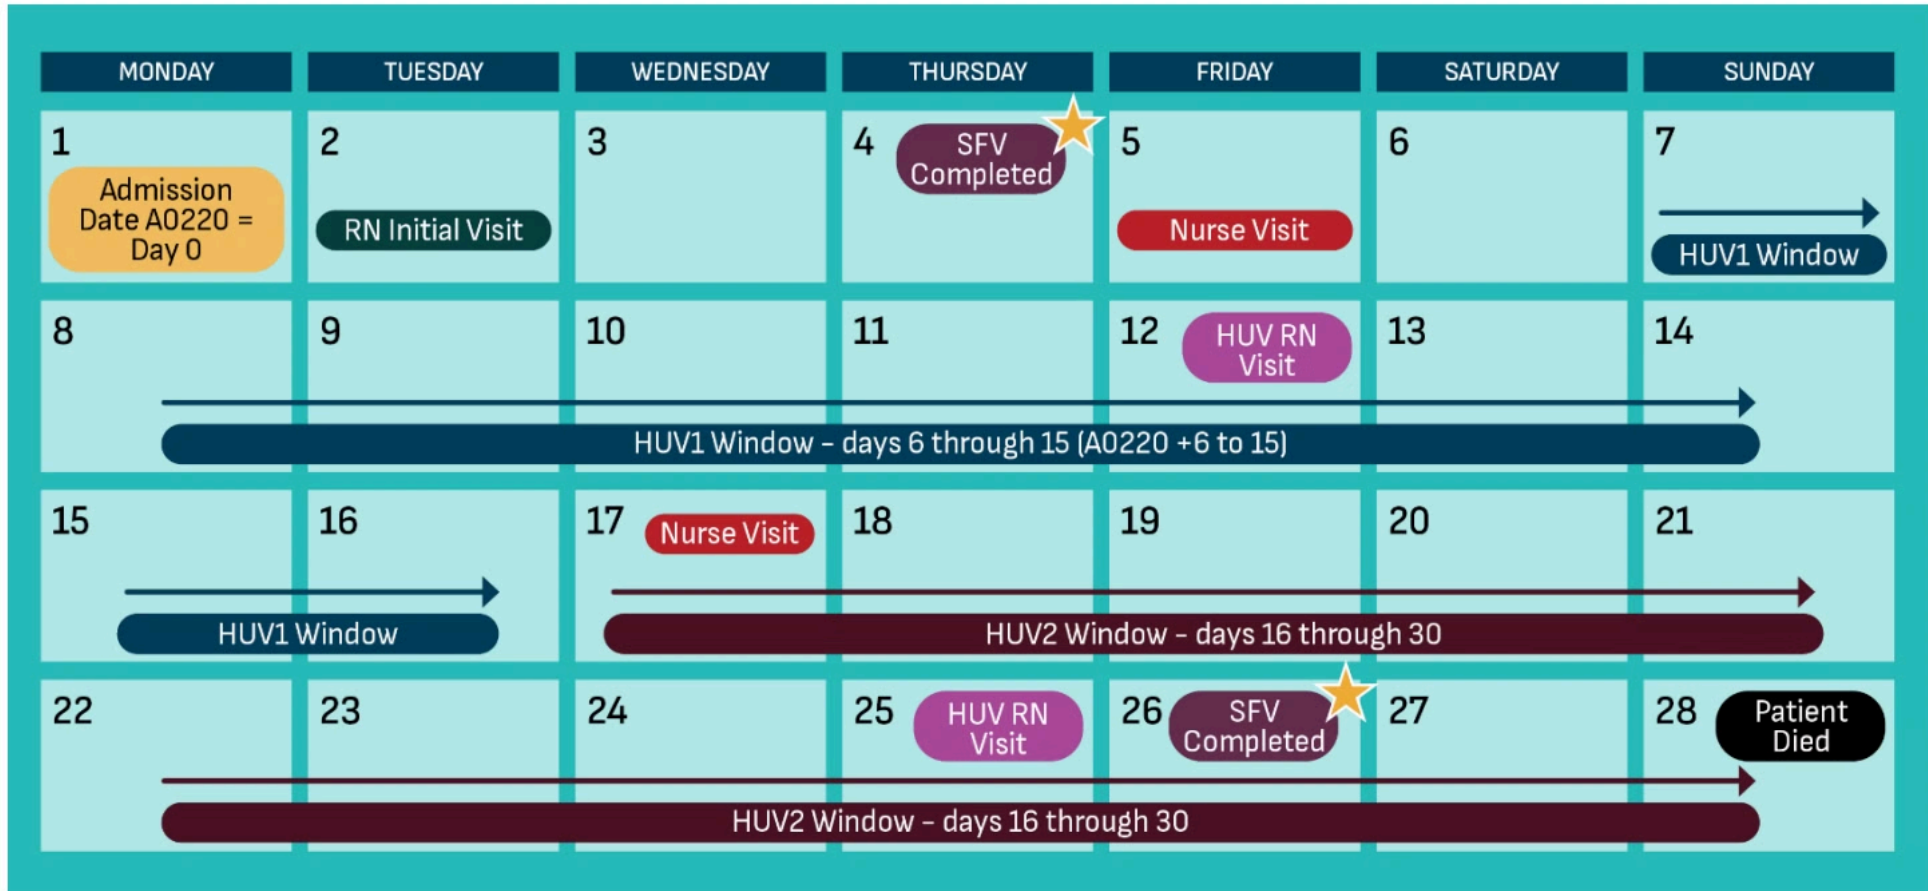 MONDAY
TUESDAY
WEDNESDAY
THURSDAY
FRIDAY
SATURDAY
SUNDAY
1
Admission
Date A0220 =
Day 0
2
RN Initial Visit
3
4
SFV
Completed
5
Nurse Visit
6
7
HUV1 Window
8
9
10
11
12
HUV RN
Visit
13
14
HUV1 Window – days 6 through 15 (A0220 +6 to 15)
15
16
HUV1 Window
17
Nurse Visit
18
19
20
21
HUV2 Window – days 16 through 30
22
23
24
25
HUV RN
Visit
26
SFV
Completed
27
28
Patient
Died
HUV2 Window – days 16 through 30